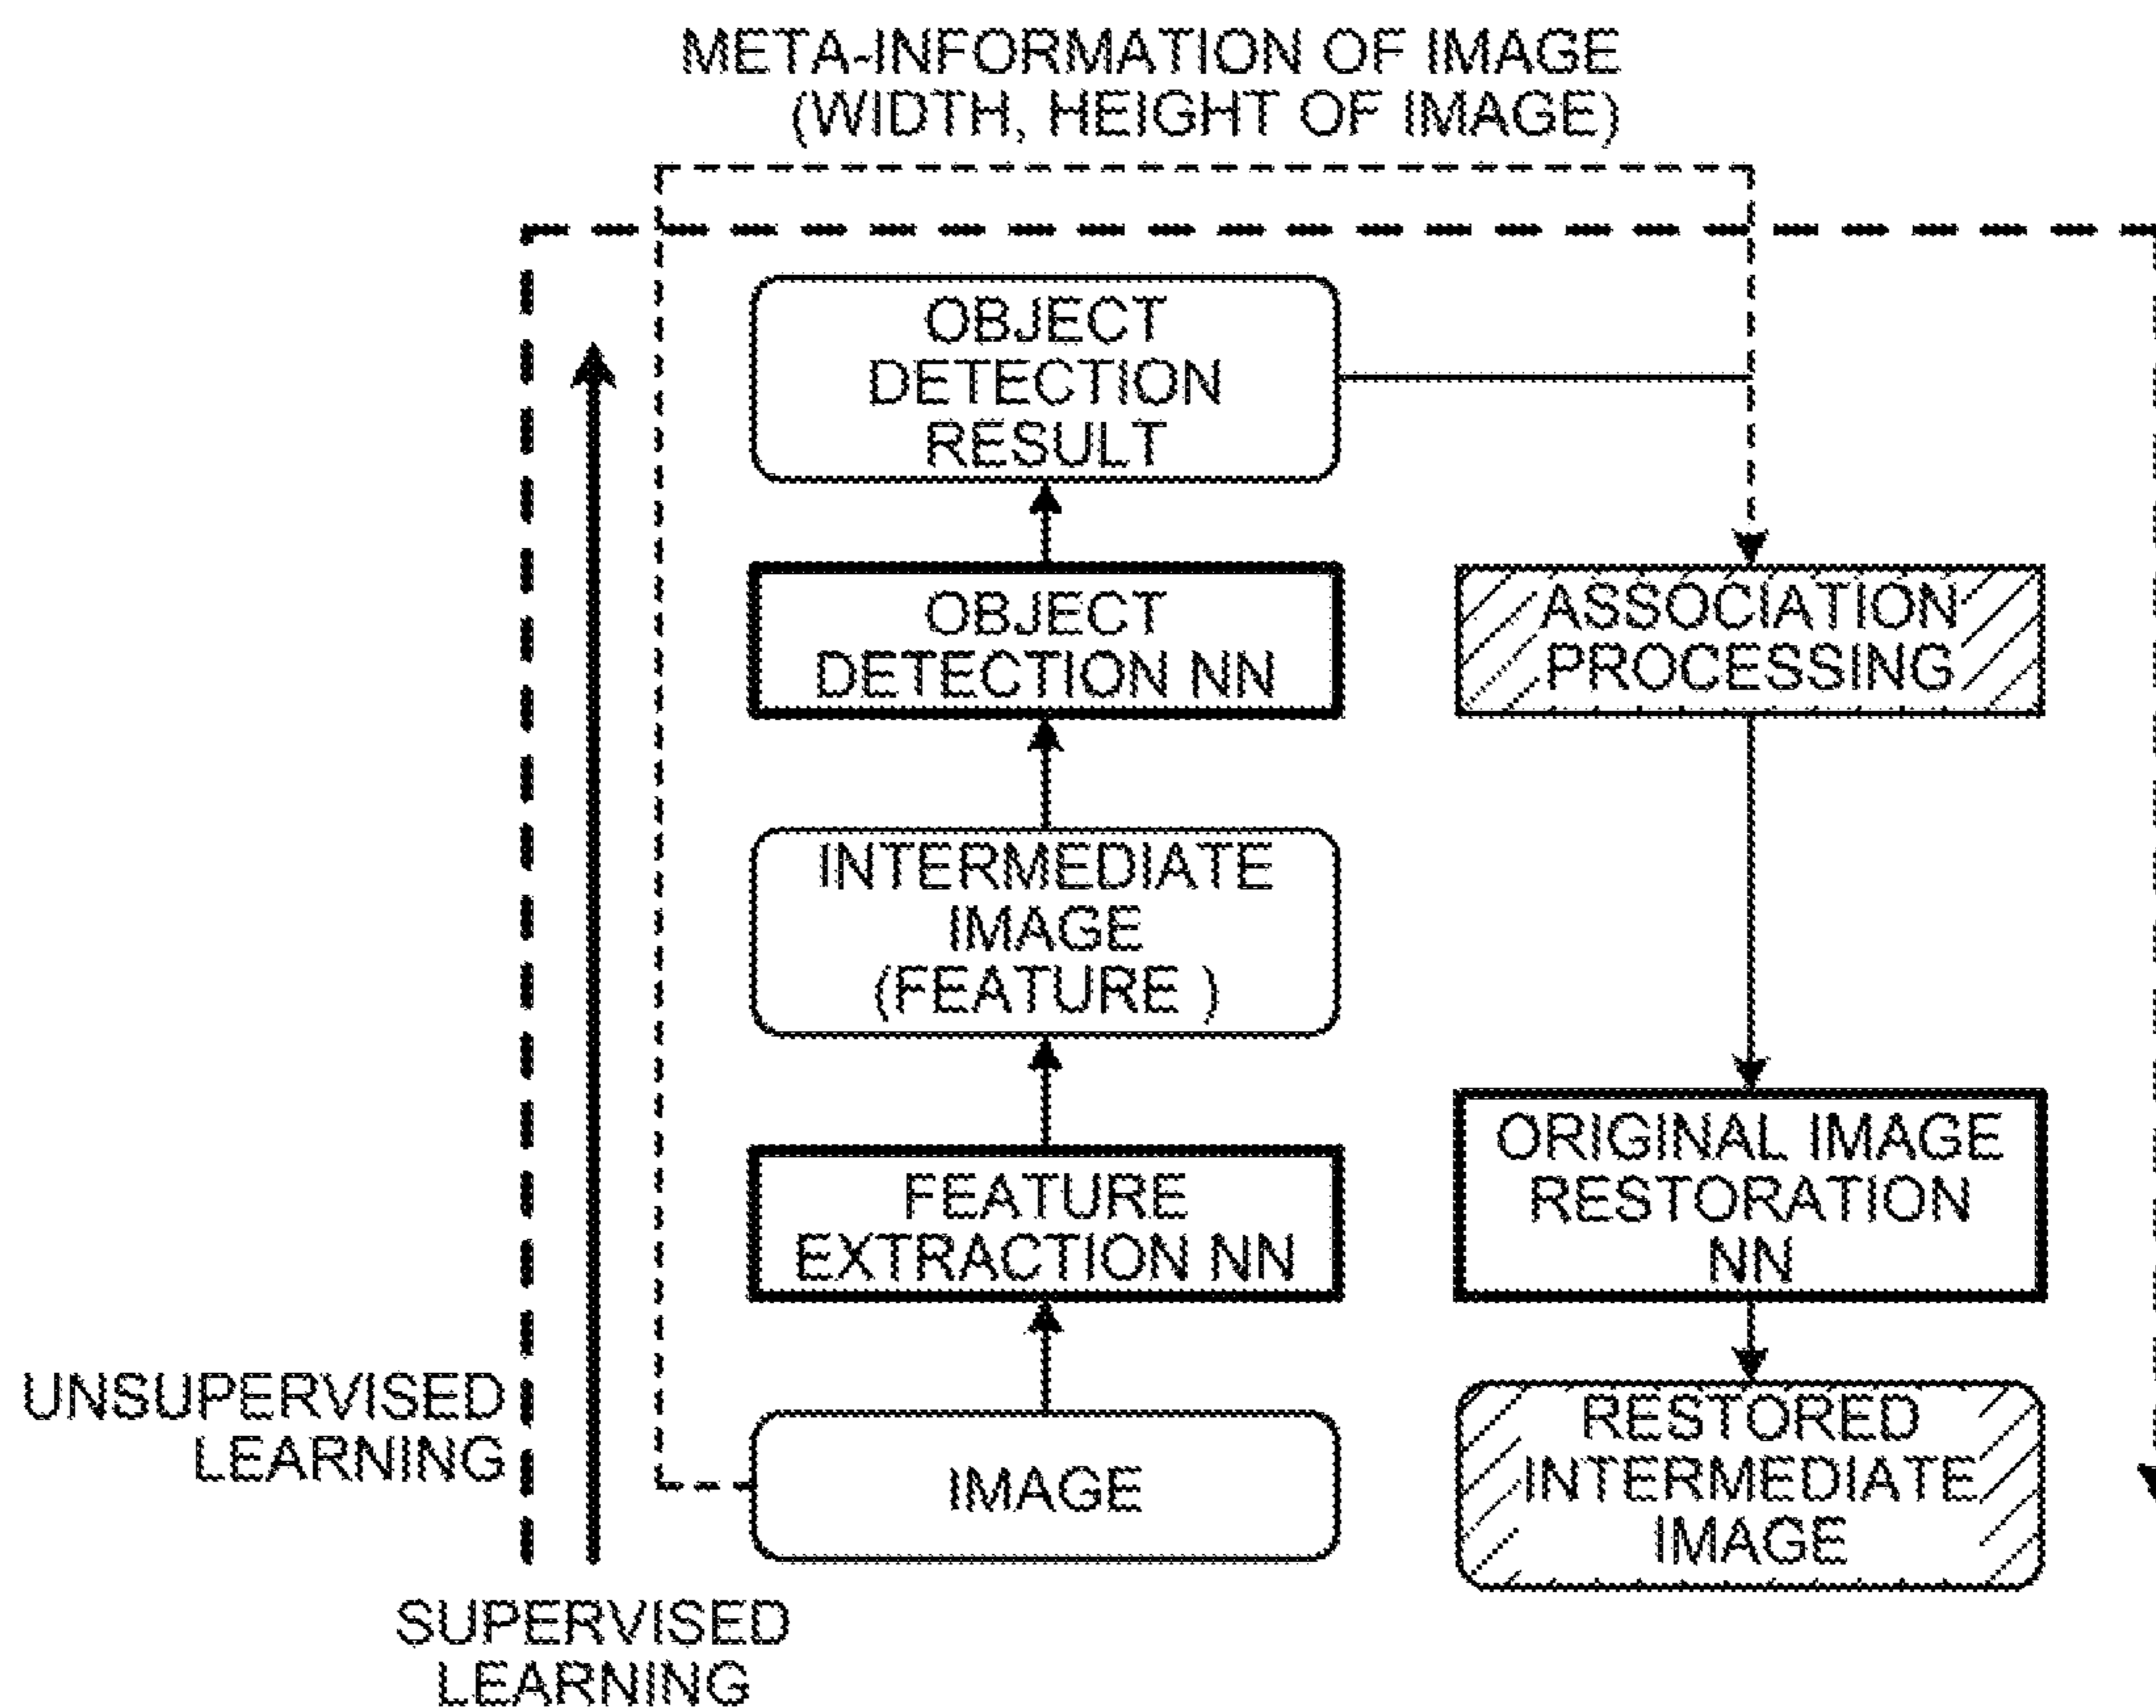 META-INFORMATION OF IMAGE
(WIDTH, HEIGHT OF IMAGE)
OBJECT
DETECTION
RESULT
OBJECT
DETECTION NN
ASSOCIATION
PROCESSING
INTERMEDIATE
IMAGE
(FEATURE )
FEATURE
EXTRACTION NN
ORIGINAL IMAGE
RESTORATION
NN
UNSUPERVISED
LEARNING
IMAGE
RESTORED
INTERMEDIATE
IMAGE
SUPERVISED
LEARNING